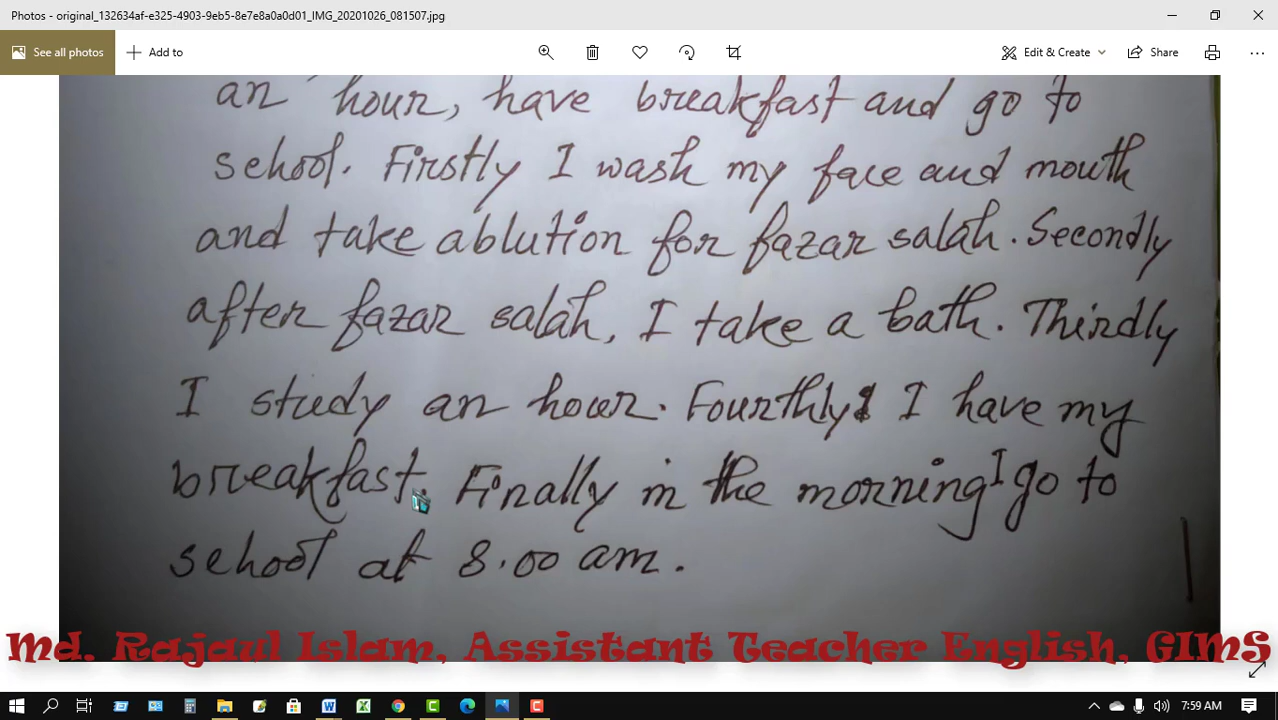 Photos - original_132634af-e325-4903-9eb5-8e7e8a0a0d01_IMG_20201026_081507.jpg
See all photos
Add to
Edit & Create
Share
an hour, have breakfast and go to
school. Firstly I wash my face and mouth
and take ablution for fazar salah. Secondly
after fazar salah, I take a bath. Thirdly
I study an hour. Fourthly I have my
breakfast. Finally in the morning I go to
school at 8.00 am.
Md. Rajaul Islam, Assistant Teacher English, GIMS
7:59 AM